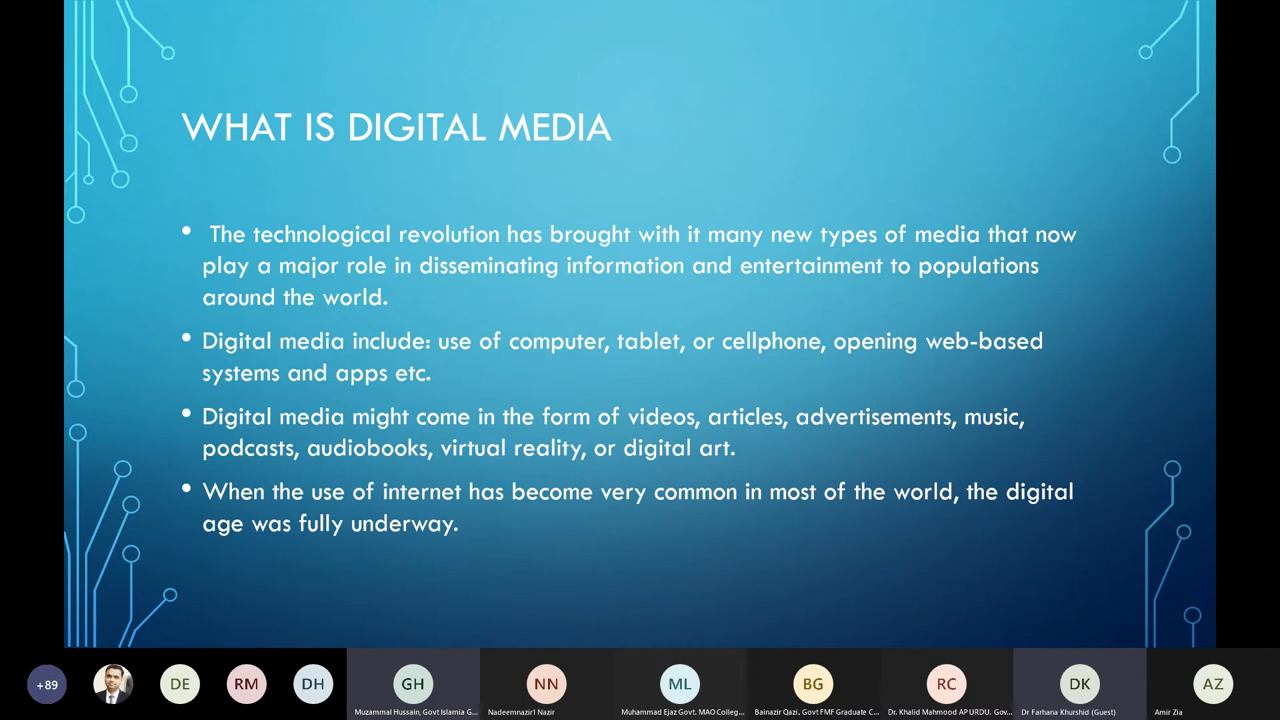 WHAT IS DIGITAL MEDIA
• The technological revolution has brought with it many new types of media that now
play a major role in disseminating information and entertainment to populations
around the world.
• Digital media include: use of computer, tablet, or cellphone, opening web-based
systems and apps etc.
• Digital media might come in the form of videos, articles, advertisements, music,
podcasts, audiobooks, virtual reality, or digital art.
• When the use of internet has become very common in most of the world, the digital
age was fully underway.
+89
DE
RM
DH
GH
NN
ML
BG
RC
DK
AZ
Muzammal Hussain, Govt Islamia G...
Nadeemnazir1 Nazir
Muhammad Ejaz Govt. MAO Colleg...
Bainazir Qazi. Govt FMF Graduate C...
Dr. Khalid Mahmood AP URDU. Gov...
Dr Farhana Khurshid (Guest)
Amir Zia